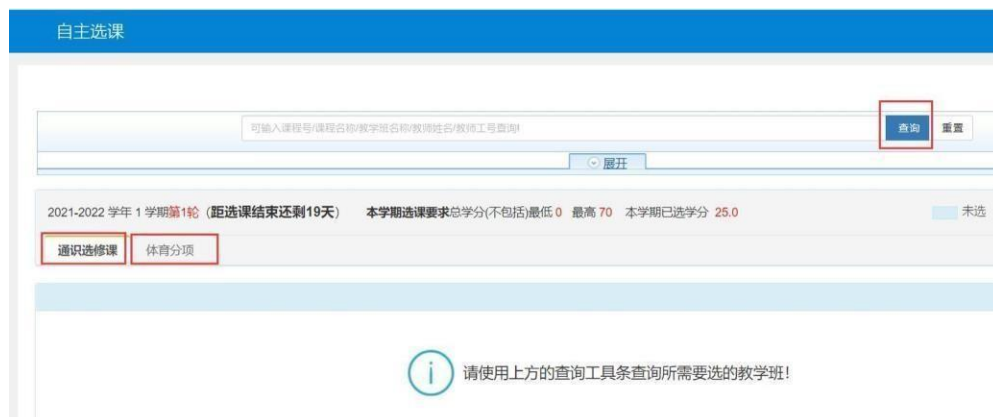 自主选课
可输入课程号/课程名称/教学班名称/教师姓名/教师工号查询!
查询
重置
展开
2021-2022 学年 1 学期第1轮（距选课结束还剩19天） 本学期选课要求总学分(不包括)最低 0 最高 70 本学期已选学分 25.0
未选
通识选修课
体育分项
请使用上方的查询工具条查询所需要选的教学班!